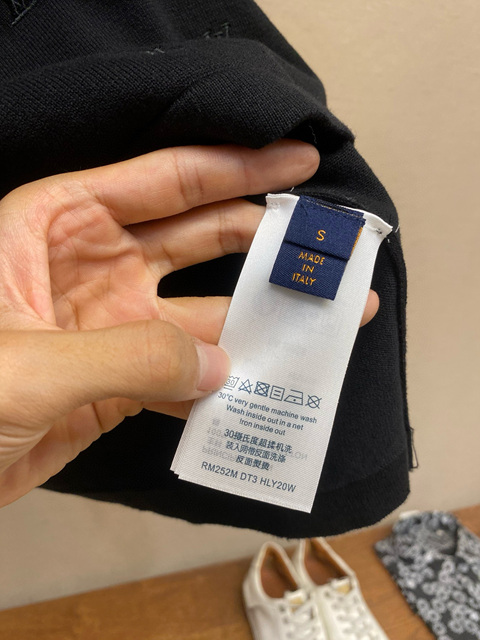 S
MADE
IN
ITALY
30°C very gentle machine wash
Wash inside out in a net
Iron inside out
30摄氏度超揉机洗
装入网袋反面洗涤
反面熨烫
RM252M DT3 HLY20W